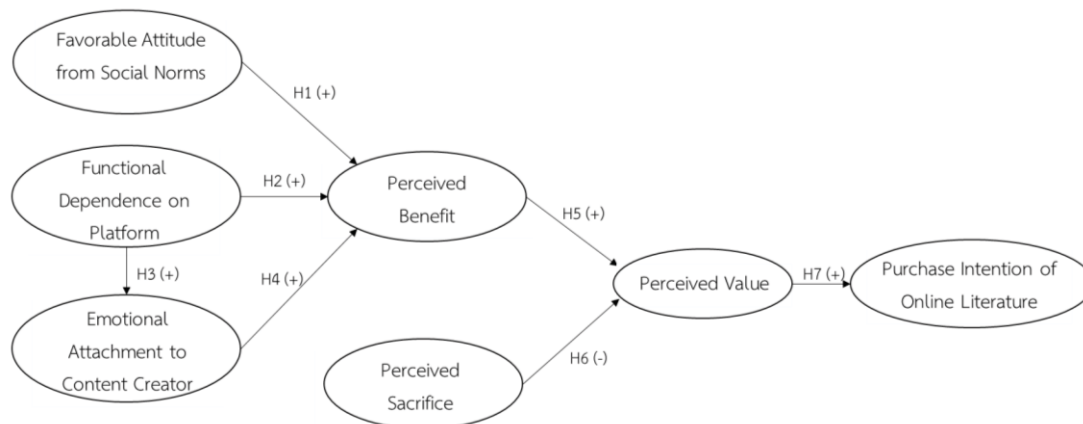 Favorable Attitude
from Social Norms
H1 (+)
Functional
Dependence on
Platform
H2 (+)
Perceived
Benefit
H3 (+)
H4 (+)
H5 (+)
Emotional
Attachment to
Content Creator
Perceived Value
H7 (+)
Purchase Intention of
Online Literature
Perceived
Sacrifice
H6 (-)